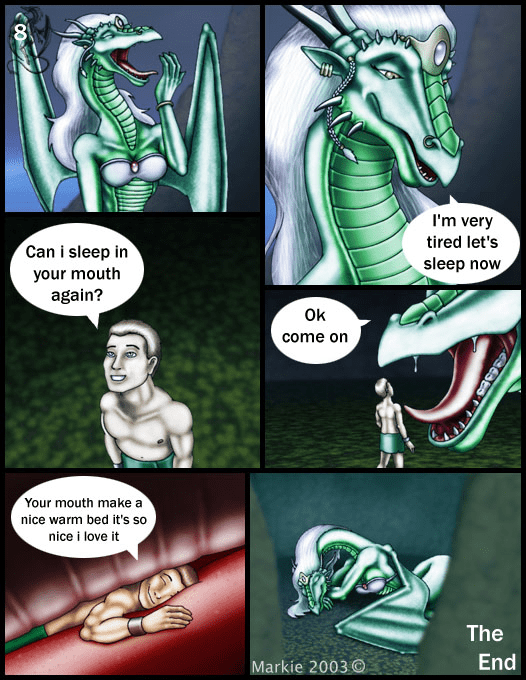 8
I'm very
tired let's
sleep now
Can i sleep in
your mouth
again?
Ok
come on
Your mouth make a
nice warm bed it's so
nice i love it
The
End
Markie 2003©